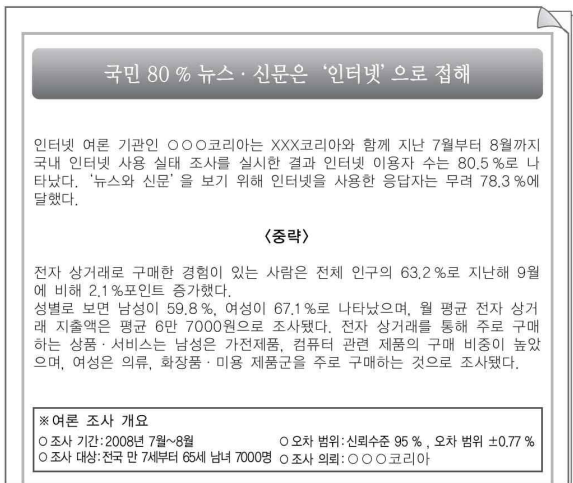 국민 80 % 뉴스 · 신문은 ‘인터넷’ 으로 접해
인터넷 여론 기관인 ○○○코리아는 XXX코리아와 함께 지난 7월부터 8월까지
국내 인터넷 사용 실태 조사를 실시한 결과 인터넷 이용자 수는 80.5 %로 나
타났다. ‘뉴스와 신문’ 을 보기 위해 인터넷을 사용한 응답자는 무려 78.3 %에
달했다.
〈중략〉
전자 상거래로 구매한 경험이 있는 사람은 전체 인구의 63.2 %로 지난해 9월
에 비해 2.1 %포인트 증가했다.
성별로 보면 남성이 59.8 %, 여성이 67.1 %로 나타났으며, 월 평균 전자 상거
래 지출액은 평균 6만 7000원으로 조사됐다. 전자 상거래를 통해 주로 구매
하는 상품 · 서비스는 남성은 가전제품, 컴퓨터 관련 제품의 구매 비중이 높았
으며, 여성은 의류, 화장품 · 미용 제품군을 주로 구매하는 것으로 조사됐다.
※ 여론 조사 개요
○ 조사 기간: 2008년 7월~8월 ○ 오차 범위: 신뢰수준 95 % , 오차 범위 ±0.77 %
○ 조사 대상: 전국 만 7세부터 65세 남녀 7000명 ○ 조사 의뢰: ○○○코리아